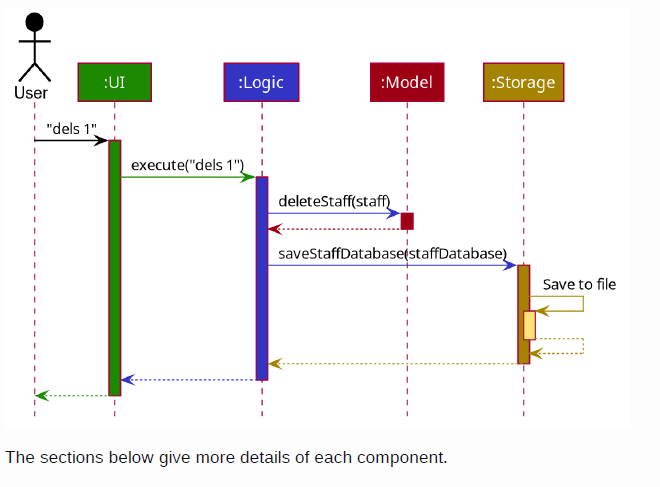 User
:UI
:Logic
:Model
:Storage
"dels 1"
execute("dels 1")
deleteStaff(staff)
saveStaffDatabase(staffDatabase)
Save to file
The sections below give more details of each component.